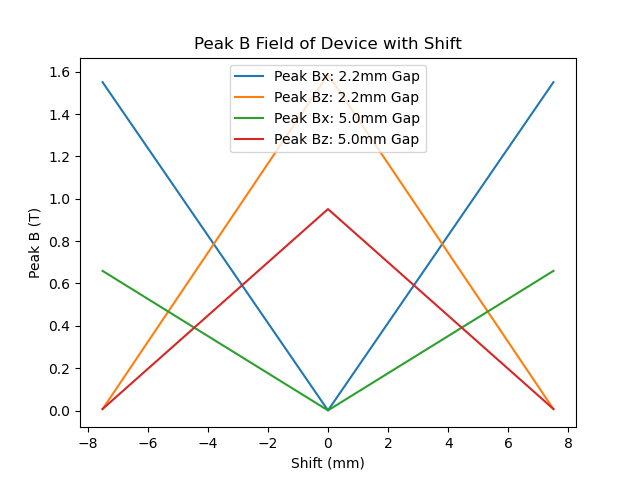 Peak B Field of Device with Shift
Peak Bx: 2.2mm Gap
Peak Bz: 2.2mm Gap
Peak Bx: 5.0mm Gap
Peak Bz: 5.0mm Gap
Peak B (T)
1.6
1.4
1.2
1.0
0.8
0.6
0.4
0.2
0.0
−8 −6 −4 −2 0 2 4 6 8
Shift (mm)